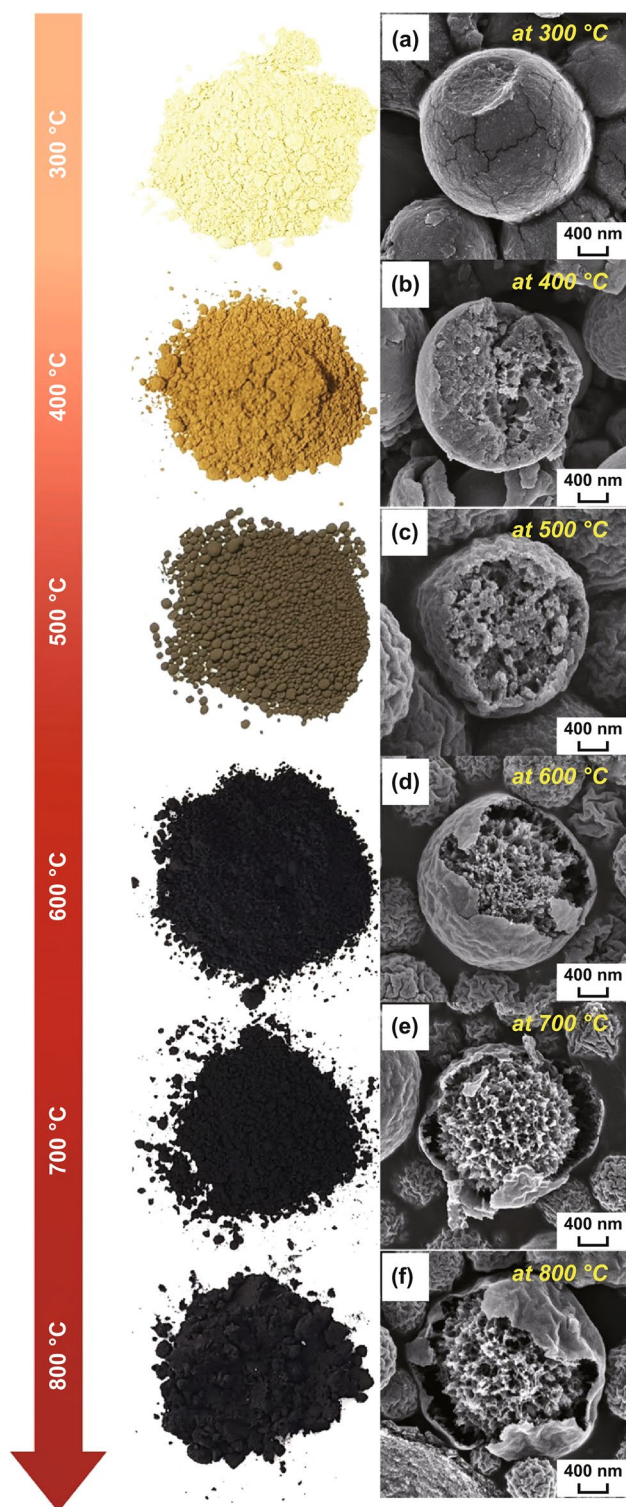 300 °C
(a)
at 300 °C
400 nm
400 °C
(b)
at 400 °C
400 nm
500 °C
(c)
at 500 °C
400 nm
600 °C
(d)
at 600 °C
400 nm
700 °C
(e)
at 700 °C
400 nm
800 °C
(f)
at 800 °C
400 nm